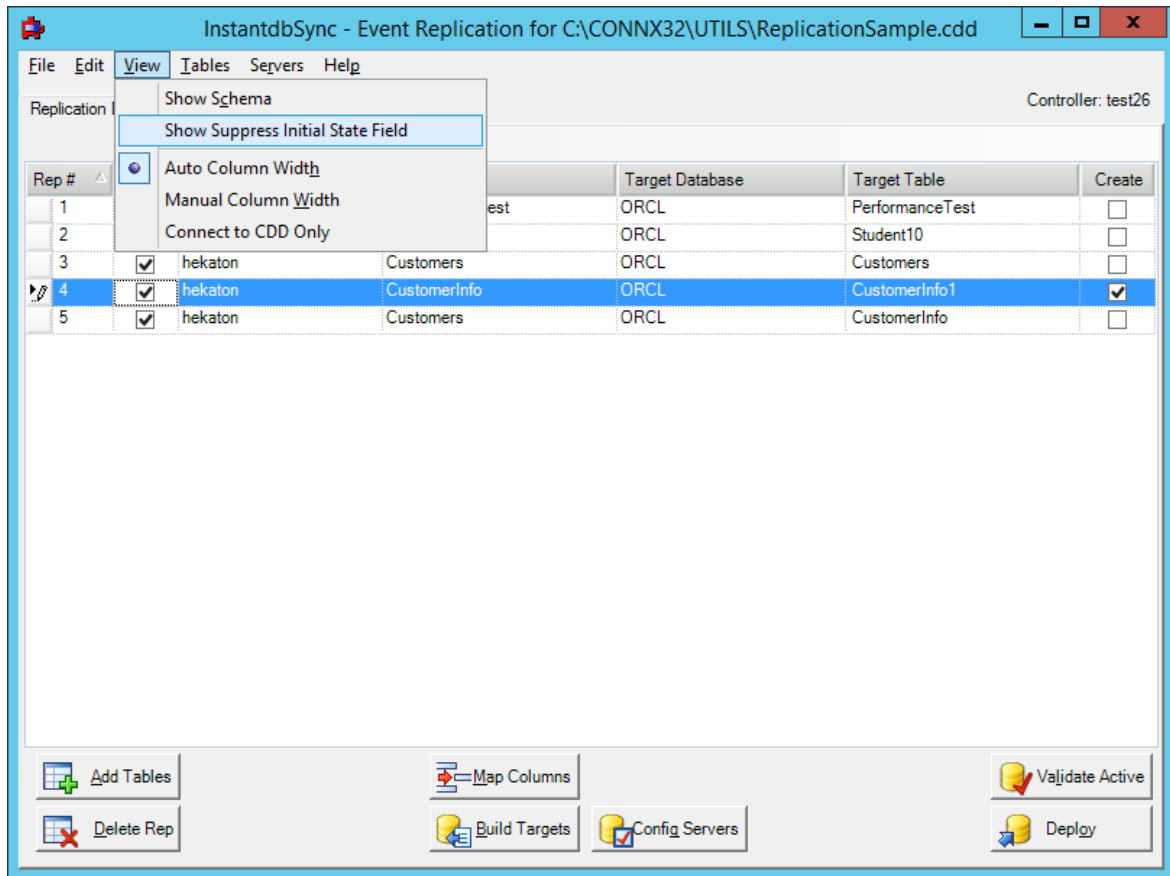 InstantdbSync - Event Replication for C:\CONNX32\UTILS\ReplicationSample.cdd
File Edit View Tables Servers Help
Replication
Controller: test26
Show Schema
Show Suppress Initial State Field
Auto Column Width
Manual Column Width
Connect to CDD Only
Rep # Target Database Target Table Create
1 est ORCL PerformanceTest
2 ORCL Student10
3 hekaton Customers ORCL Customers
4 hekaton CustomerInfo ORCL CustomerInfo1
5 hekaton Customers ORCL CustomerInfo
Add Tables Map Columns Validate Active
Delete Rep Build Targets Config Servers Deploy